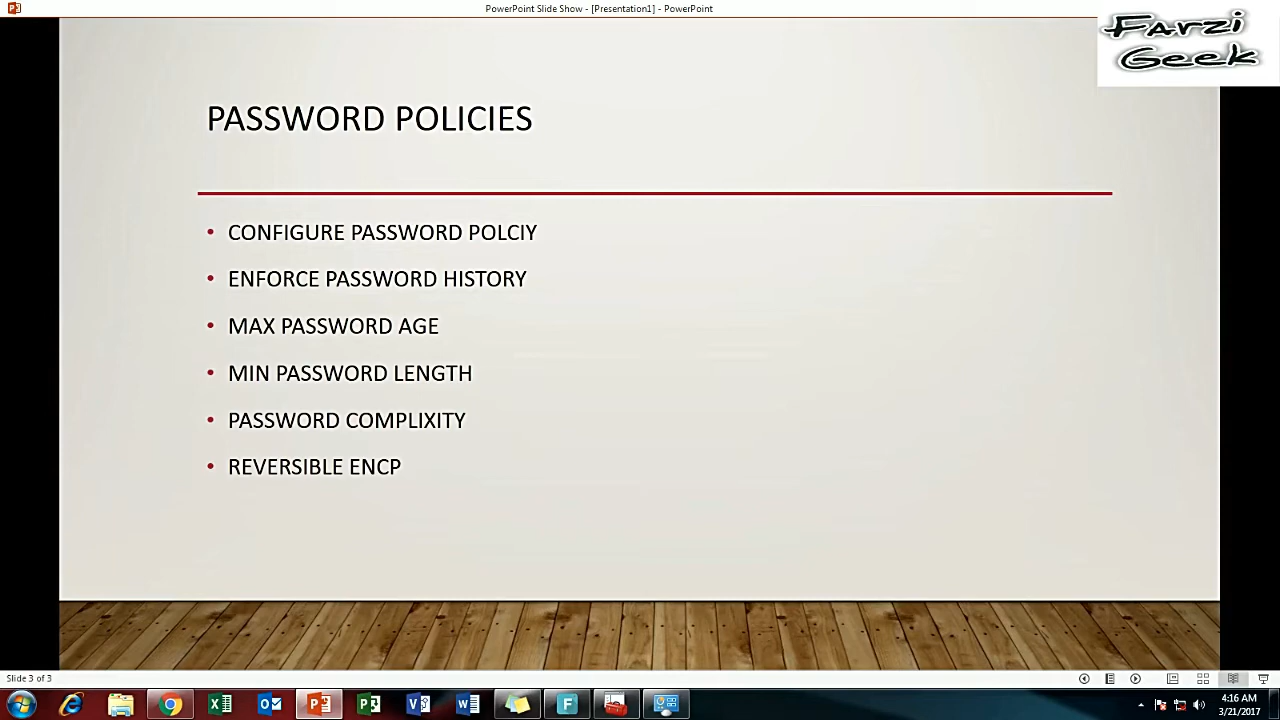 PowerPoint Slide Show - [Presentation1] - PowerPoint
Farzi
Geek
PASSWORD POLICIES
• CONFIGURE PASSWORD POLCIY
• ENFORCE PASSWORD HISTORY
• MAX PASSWORD AGE
• MIN PASSWORD LENGTH
• PASSWORD COMPLIXITY
• REVERSIBLE ENCP
Slide 3 of 3
4:16 AM
3/21/2017